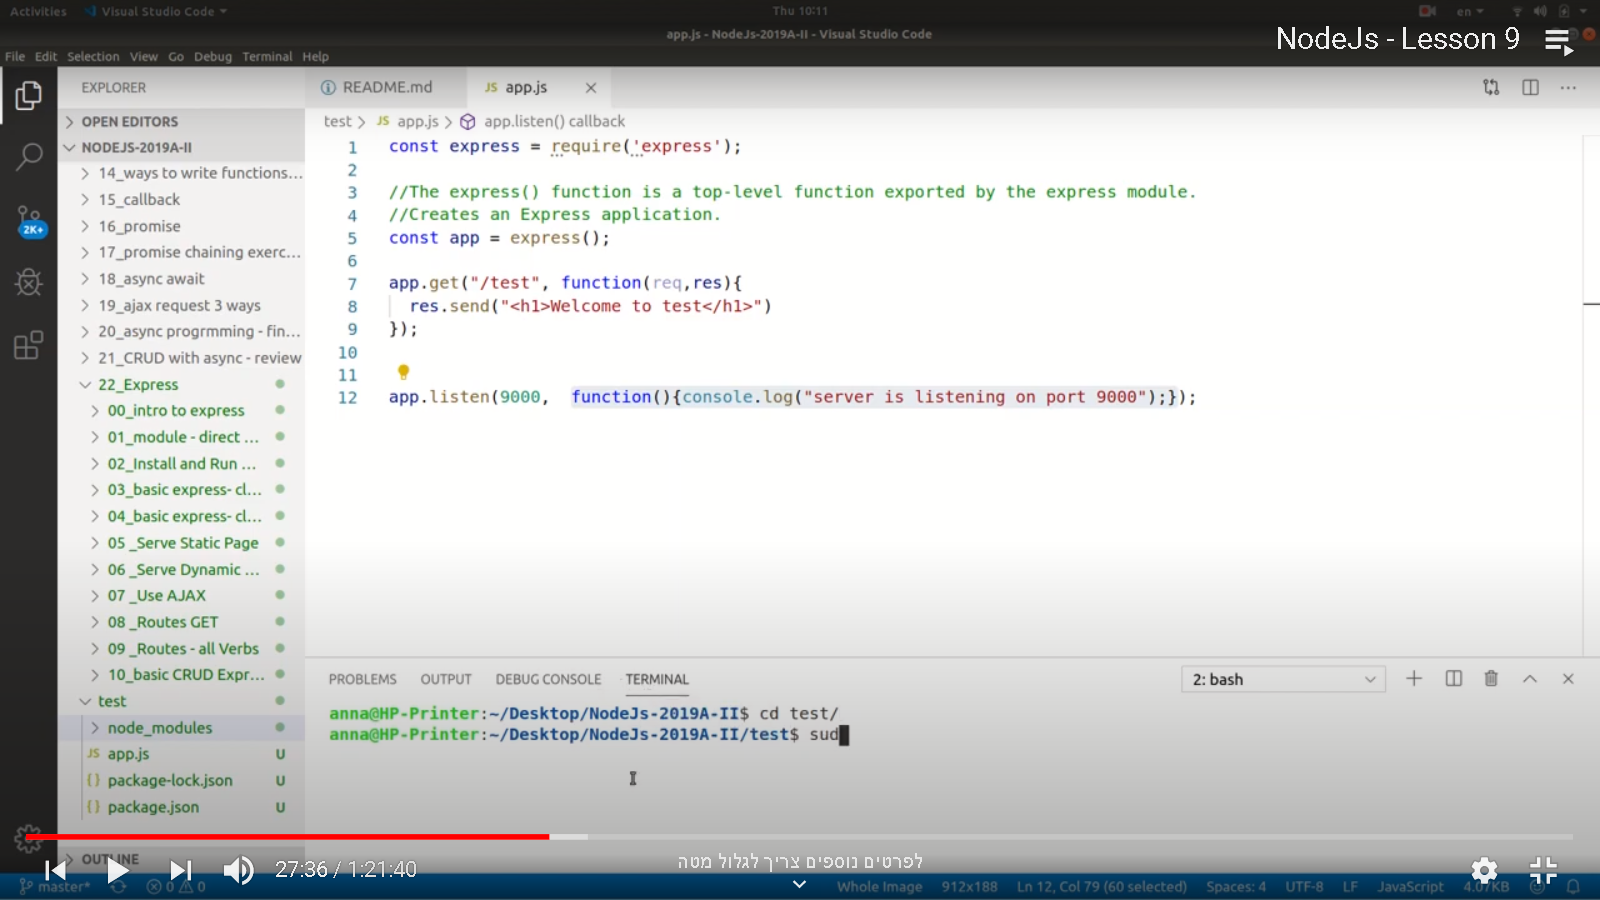 Activities Visual Studio Code Thu 10:11 en
app.js - NodeJs-2019A-II - Visual Studio Code
NodeJs - Lesson 9
File Edit Selection View Go Debug Terminal Help
EXPLORER
README.md
JS app.js
OPEN EDITORS
test > JS app.js > app.listen() callback
NODEJS-2019A-II
14_ways to write functions...
15_callback
16_promise
17_promise chaining exerc...
18_async await
19_ajax request 3 ways
20_async progrmming - fin...
21_CRUD with async - review
22_Express
00_intro to express
01_module - direct ...
02_Install and Run ...
03_basic express- cl...
04_basic express- cl...
05 _Serve Static Page
06 _Serve Dynamic ...
07 _Use AJAX
08 _Routes GET
09 _Routes - all Verbs
10_basic CRUD Expr...
test
node_modules
JS app.js U
{} package-lock.json U
{} package.json U
OUTLINE
2K+
1 const express = require('express');
2
3 //The express() function is a top-level function exported by the express module.
4 //Creates an Express application.
5 const app = express();
6
7 app.get("/test", function(req,res){
8 res.send("<h1>Welcome to test</h1>")
9 });
10
11
12 app.listen(9000, function(){console.log("server is listening on port 9000");});
PROBLEMS OUTPUT DEBUG CONSOLE TERMINAL 2: bash
anna@HP-Printer:~/Desktop/NodeJs-2019A-II$ cd test/
anna@HP-Printer:~/Desktop/NodeJs-2019A-II/test$ sud
27:36 / 1:21:40
לפרטים נוספים צריך לגלול מטה
master* 0 0 Whole Image 912x188 Ln 12, Col 79 (60 selected) Spaces: 4 UTF-8 LF JavaScript 4.07KB